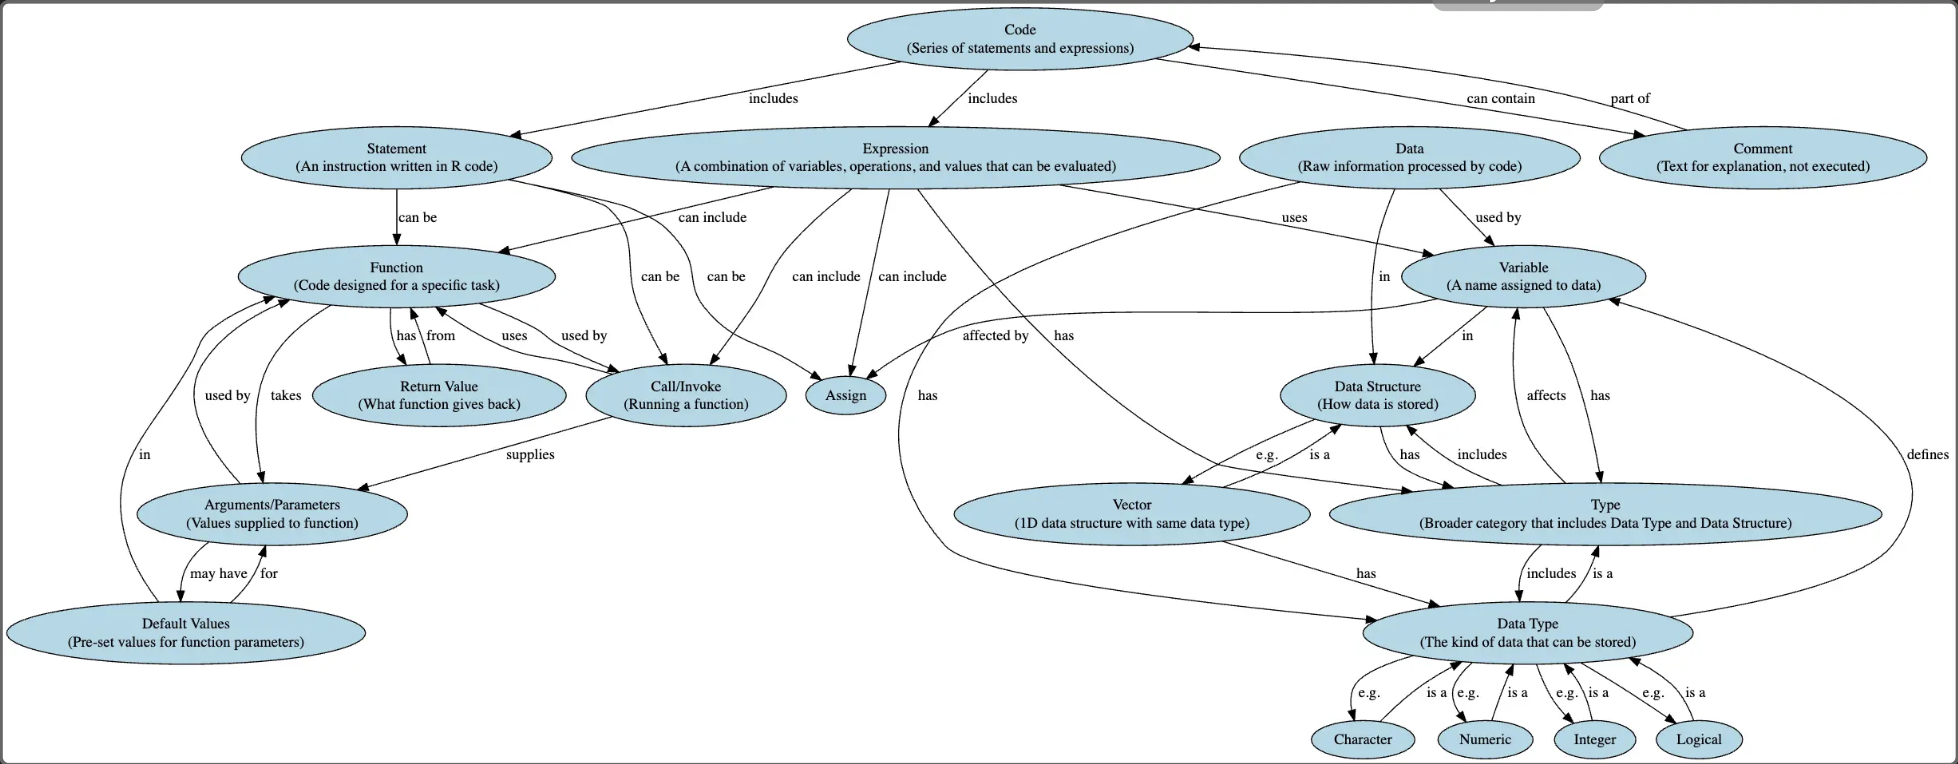 Code
(Series of statements and expressions)
includes
includes
can contain
part of
Statement
(An instruction written in R code)
Expression
(A combination of variables, operations, and values that can be evaluated)
Data
(Raw information processed by code)
Comment
(Text for explanation, not executed)
can be
can include
uses
used by
Function
(Code designed for a specific task)
can be
can be
can include
can include
in
Variable
(A name assigned to data)
has
from
uses
used by
affected by
has
in
Return Value
(What function gives back)
Call/Invoke
(Running a function)
Assign
Data Structure
(How data is stored)
used by
takes
has
affects
has
in
supplies
e.g.
is a
has
includes
defines
Arguments/Parameters
(Values supplied to function)
Vector
(1D data structure with same data type)
Type
(Broader category that includes Data Type and Data Structure)
may have
for
has
includes
is a
Default Values
(Pre-set values for function parameters)
Data Type
(The kind of data that can be stored)
e.g.
is a
e.g.
is a
e.g.
is a
e.g.
is a
Character
Numeric
Integer
Logical